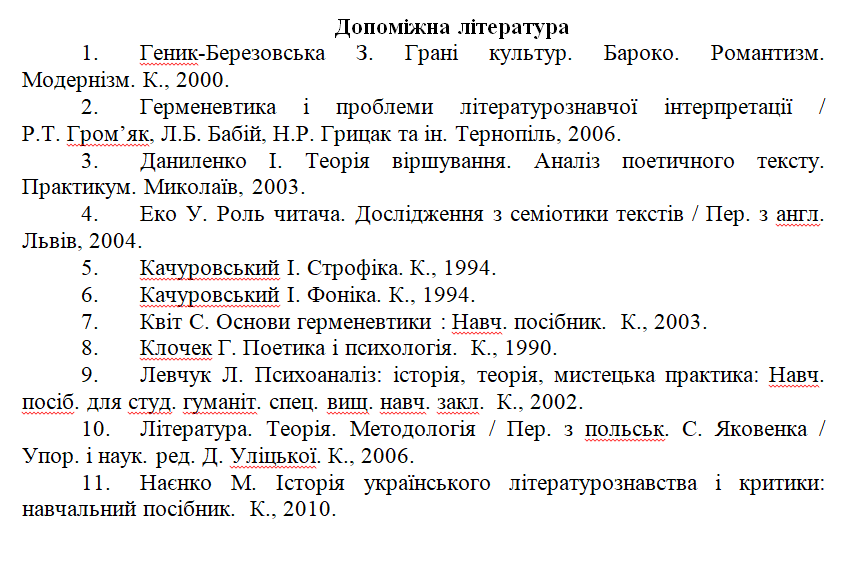 Допоміжна література
1. Геник-Березовська З. Грані культур. Бароко. Романтизм.
Модернізм. К., 2000.
2. Герменевтика і проблеми літературознавчої інтерпретації /
Р.Т. Гром’як, Л.Б. Бабій, Н.Р. Грицак та ін. Тернопіль, 2006.
3. Даниленко І. Теорія віршування. Аналіз поетичного тексту.
Практикум. Миколаїв, 2003.
4. Еко У. Роль читача. Дослідження з семіотики текстів / Пер. з англ.
Львів, 2004.
5. Качуровський І. Строфіка. К., 1994.
6. Качуровський І. Фоніка. К., 1994.
7. Квіт С. Основи герменевтики : Навч. посібник. К., 2003.
8. Клочек Г. Поетика і психологія. К., 1990.
9. Левчук Л. Психоаналіз: історія, теорія, мистецька практика: Навч.
посіб. для студ. гуманіт. спец. вищ. навч. закл. К., 2002.
10. Література. Теорія. Методологія / Пер. з польськ. С. Яковенка /
Упор. і наук. ред. Д. Уліцької. К., 2006.
11. Наєнко М. Історія українського літературознавства і критики:
навчальний посібник. К., 2010.